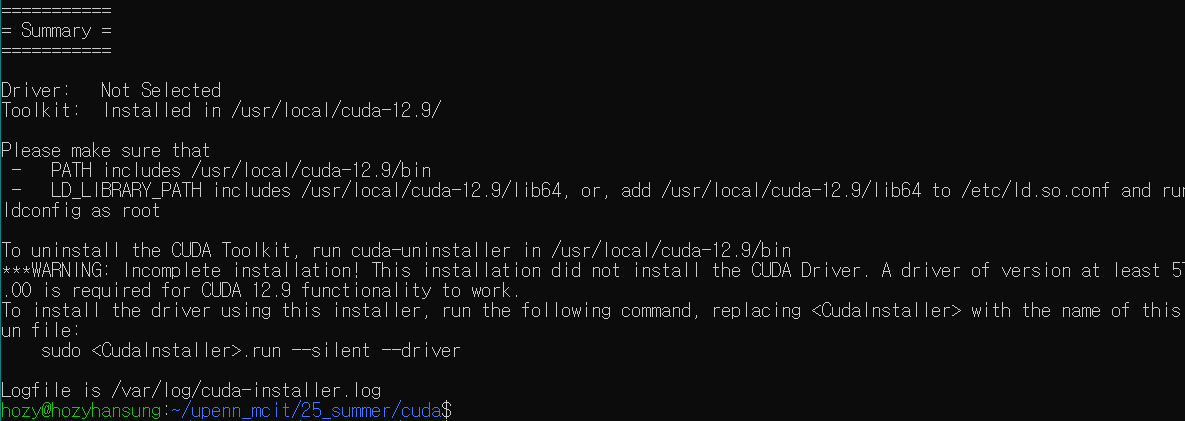 ===========
= Summary =
===========
Driver:   Not Selected
Toolkit:  Installed in /usr/local/cuda-12.9/
Please make sure that
 -   PATH includes /usr/local/cuda-12.9/bin
 -   LD_LIBRARY_PATH includes /usr/local/cuda-12.9/lib64, or, add /usr/local/cuda-12.9/lib64 to /etc/ld.so.conf and run
ldconfig as root
To uninstall the CUDA Toolkit, run cuda-uninstaller in /usr/local/cuda-12.9/bin
***WARNING: Incomplete installation! This installation did not install the CUDA Driver. A driver of version at least
.00 is required for CUDA 12.9 functionality to work.
To install the driver using this installer, run the following command, replacing <CudaInstaller> with the name of this
un file:
    sudo <CudaInstaller>.run --silent --driver
Logfile is /var/log/cuda-installer.log
hozy@hozyhansung:~/upenn_mcit/25_summer/cuda$